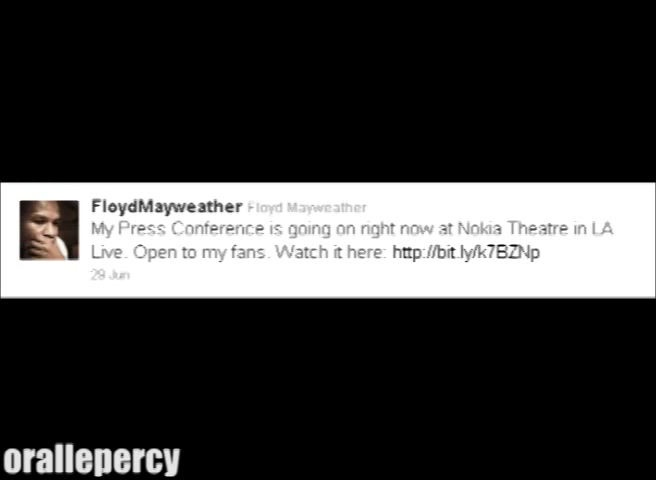 FloydMayweather Floyd Mayweather
My Press Conference is going on right now at Nokia Theatre in LA
Live. Open to my fans. Watch it here: http://bit.ly/k7BZNp
29 Jun
orallepercy